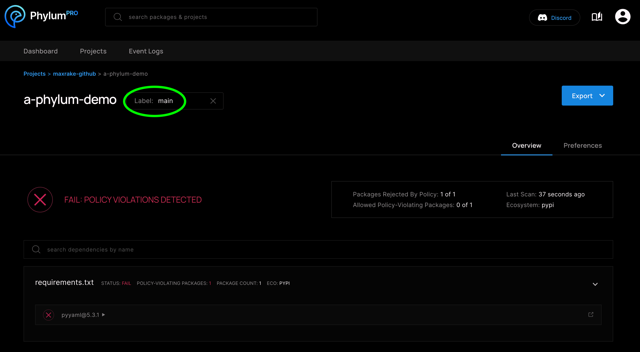 Phylum PRO
search packages & projects
Discord
Dashboard Projects Event Logs
Projects > maxrake-github > a-phylum-demo
a-phylum-demo
Label: main
Export
Overview Preferences
FAIL: POLICY VIOLATIONS DETECTED
Packages Rejected By Policy: 1 of 1
Last Scan: 37 seconds ago
Allowed Policy-Violating Packages: 0 of 1
Ecosystem: pypi
search dependencies by name
requirements.txt STATUS: FAIL POLICY-VIOLATING PACKAGES: 1 PACKAGE COUNT: 1 ECO: PYPI
pyyaml@5.3.1